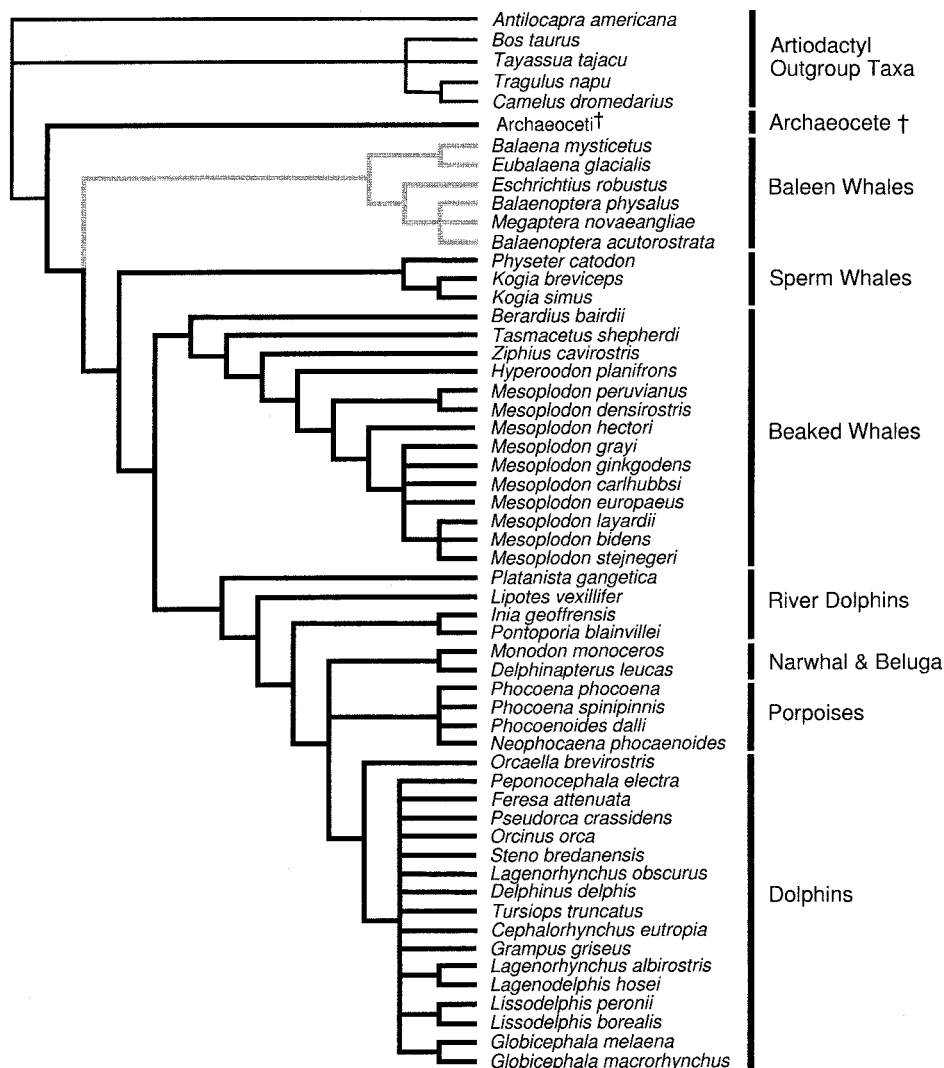 Antilocapra americana
Bos taurus
Tayassua tajacu
Tragulus napu
Camelus dromedarius
Artiodactyl
Outgroup Taxa
Archaeoceti†
Archaeocete †
Balaena mysticetus
Eubalaena glacialis
Eschrichtius robustus
Balaenoptera physalus
Megaptera novaeangliae
Balaenoptera acutorostrata
Baleen Whales
Physeter catodon
Kogia breviceps
Kogia simus
Sperm Whales
Berardius bairdii
Tasmacetus shepherdi
Ziphius cavirostris
Hyperoodon planifrons
Mesoplodon peruvianus
Mesoplodon densirostris
Mesoplodon hectori
Mesoplodon grayi
Mesoplodon ginkgodens
Mesoplodon carlhubbsi
Mesoplodon europaeus
Mesoplodon layardii
Mesoplodon bidens
Mesoplodon stejnegeri
Beaked Whales
Platanista gangetica
Lipotes vexillifer
Inia geoffrensis
Pontoporia blainvillei
River Dolphins
Monodon monoceros
Delphinapterus leucas
Narwhal & Beluga
Phocoena phocoena
Phocoena spinipinnis
Phocoenoides dalli
Neophocaena phocaenoides
Porpoises
Orcaella brevirostris
Peponocephala electra
Feresa attenuata
Pseudorca crassidens
Orcinus orca
Steno bredanensis
Lagenorhynchus obscurus
Delphinus delphis
Tursiops truncatus
Cephalorhynchus eutropia
Grampus griseus
Lagenorhynchus albirostris
Lagenodelphis hosei
Lissodelphis peronii
Lissodelphis borealis
Globicephala melaena
Globicephala macrorhynchus
Dolphins